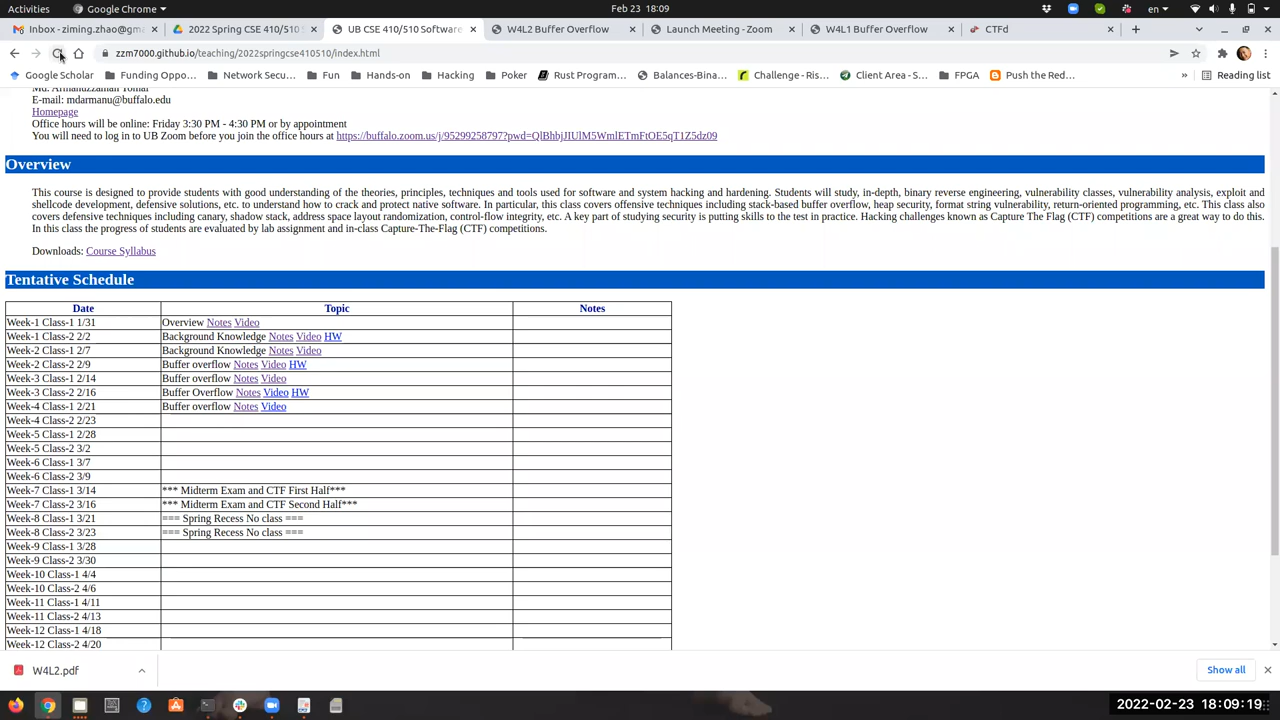 Activities
Google Chrome
Feb 23 18:09
en
Inbox - ziming.zhao@gm
2022 Spring CSE 410/510 S
UB CSE 410/510 Software
W4L2 Buffer Overflow
Launch Meeting - Zoom
W4L1 Buffer Overflow
CTFd
zzm7000.github.io/teaching/2022springcse410510/index.html
Google Scholar
Funding Oppo...
Network Secu...
Fun
Hands-on
Hacking
Poker
Rust Program...
Balances-Bina...
Challenge - Ris...
Client Area - S...
FPGA
Push the Red...
»
Reading list
Md. Armanuzzaman Tomal
E-mail: mdarmanu@buffalo.edu
Homepage
Office hours will be online: Friday 3:30 PM - 4:30 PM or by appointment
You will need to log in to UB Zoom before you join the office hours at
Overview
This course is designed to provide students with good understanding of the theories, principles, techniques and tools used for software and system hacking and hardening. Students will study, in-depth, binary reverse engineering, vulnerability classes, vulnerability analysis, exploit and
shellcode development, defensive solutions, etc. to understand how to crack and protect native software. In particular, this class covers offensive techniques including stack-based buffer overflow, heap security, format string vulnerability, return-oriented programming, etc. This class also
covers defensive techniques including canary, shadow stack, address space layout randomization, control-flow integrity, etc. A key part of studying security is putting skills to the test in practice. Hacking challenges known as Capture The Flag (CTF) competitions are a great way to do this.
In this class the progress of students are evaluated by lab assignment and in-class Capture-The-Flag (CTF) competitions.
Downloads: Course Syllabus
Tentative Schedule
Date Topic Notes
Week-1 Class-1 1/31 Overview Notes Video
Week-1 Class-2 2/2 Background Knowledge Notes Video HW
Week-2 Class-1 2/7 Background Knowledge Notes Video
Week-2 Class-2 2/9 Buffer overflow Notes Video HW
Week-3 Class-1 2/14 Buffer overflow Notes Video
Week-3 Class-2 2/16 Buffer Overflow Notes Video HW
Week-4 Class-1 2/21 Buffer overflow Notes Video
Week-4 Class-2 2/23
Week-5 Class-1 2/28
Week-5 Class-2 3/2
Week-6 Class-1 3/7
Week-6 Class-2 3/9
Week-7 Class-1 3/14 *** Midterm Exam and CTF First Half***
Week-7 Class-2 3/16 *** Midterm Exam and CTF Second Half***
Week-8 Class-1 3/21 === Spring Recess No class ===
Week-8 Class-2 3/23 === Spring Recess No class ===
Week-9 Class-1 3/28
Week-9 Class-2 3/30
Week-10 Class-1 4/4
Week-10 Class-2 4/6
Week-11 Class-1 4/11
Week-11 Class-2 4/13
Week-12 Class-1 4/18
Week-12 Class-2 4/20
W4L2.pdf
Show all
2022-02-23 18:09:19